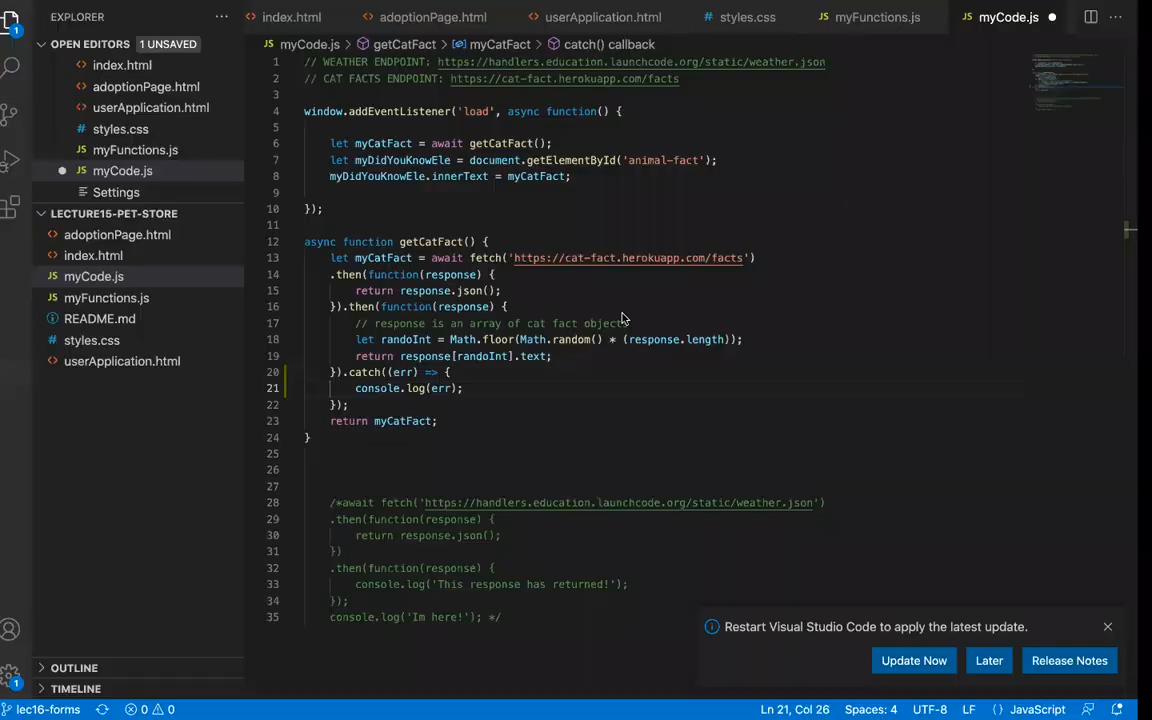 EXPLORER ...
OPEN EDITORS 1 UNSAVED
index.html
adoptionPage.html
userApplication.html
styles.css
myFunctions.js
myCode.js
Settings
LECTURE15-PET-STORE
adoptionPage.html
index.html
myCode.js
myFunctions.js
README.md
styles.css
userApplication.html
OUTLINE
TIMELINE
index.html adoptionPage.html userApplication.html styles.css JS myFunctions.js JS myCode.js
JS myCode.js > getCatFact > myCatFact > catch() callback
1 // WEATHER ENDPOINT: https://handlers.education.launchcode.org/static/weather.json
2 // CAT FACTS ENDPOINT: https://cat-fact.herokuapp.com/facts
3
4 window.addEventListener('load', async function() {
5
6 let myCatFact = await getCatFact();
7 let myDidYouKnowEle = document.getElementById('animal-fact');
8 myDidYouKnowEle.innerText = myCatFact;
9
10 });
11
12 async function getCatFact() {
13 let myCatFact = await fetch('https://cat-fact.herokuapp.com/facts')
14 .then(function(response) {
15 return response.json();
16 }).then(function(response) {
17 // response is an array of cat fact objects
18 let randoInt = Math.floor(Math.random() * (response.length));
19 return response[randoInt].text;
20 }).catch((err) => {
21 console.log(err);
22 });
23 return myCatFact;
24 }
25
26
27
28 /*await fetch('https://handlers.education.launchcode.org/static/weather.json')
29 .then(function(response) {
30 return response.json();
31 })
32 .then(function(response) {
33 console.log('This response has returned!');
34 });
35 console.log('Im here!'); */
Restart Visual Studio Code to apply the latest update.
Update Now Later Release Notes
1
1
lec16-forms 0 0 Ln 21, Col 26 Spaces: 4 UTF-8 LF {} JavaScript